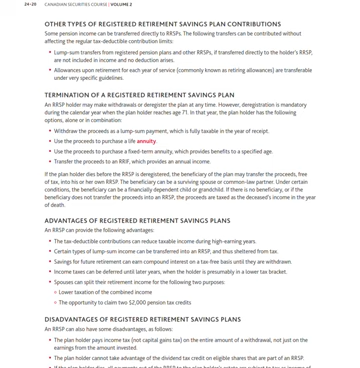 24•20 CANADIAN SECURITIES COURSE | VOLUME 2
OTHER TYPES OF REGISTERED RETIREMENT SAVINGS PLAN CONTRIBUTIONS
Some pension income can be transferred directly to RRSPs. The following transfers can be contributed without
affecting the regular tax-deductible contribution limits:
• Lump-sum transfers from registered pension plans and other RRSPs, if transferred directly to the holder's RRSP,
are not included in income and no deduction arises.
• Allowances upon retirement for each year of service (commonly known as retiring allowances) are transferable
under very specific guidelines.
TERMINATION OF A REGISTERED RETIREMENT SAVINGS PLAN
An RRSP holder may make withdrawals or deregister the plan at any time. However, deregistration is mandatory
during the calendar year when the plan holder reaches age 71. In that year, the plan holder has the following
options, alone or in combination:
• Withdraw the proceeds as a lump-sum payment, which is fully taxable in the year of receipt.
• Use the proceeds to purchase a life annuity.
• Use the proceeds to purchase a fixed-term annuity, which provides benefits to a specified age.
• Transfer the proceeds to an RRIF, which provides an annual income.
If the plan holder dies before the RRSP is deregistered, the beneficiary of the plan may transfer the proceeds, free
of tax, into his or her own RRSP. The beneficiary can be a surviving spouse or common-law partner. Under certain
conditions, the beneficiary can be a financially dependent child or grandchild. If there is no beneficiary, or if the
beneficiary does not transfer the proceeds into an RRSP, the proceeds are taxed as the deceased's income in the year
of death.
ADVANTAGES OF REGISTERED RETIREMENT SAVINGS PLANS
An RRSP can provide the following advantages:
• The tax-deductible contributions can reduce taxable income during high-earning years.
• Certain types of lump-sum income can be transferred into an RRSP, and thus sheltered from tax.
• Savings for future retirement can earn compound interest on a tax-free basis until they are withdrawn.
• Income taxes can be deferred until later years, when the holder is presumably in a lower tax bracket.
• Spouses can split their retirement income for the following two purposes:
Lower taxation of the combined income
The opportunity to claim two $2,000 pension tax credits
DISADVANTAGES OF REGISTERED RETIREMENT SAVINGS PLANS
An RRSP can also have some disadvantages, as follows:
• The plan holder pays income tax (not capital gains tax) on the entire amount of a withdrawal, not just on the
earnings from the amount invested.
• The plan holder cannot take advantage of the dividend tax credit on eligible shares that are part of an RRSP.